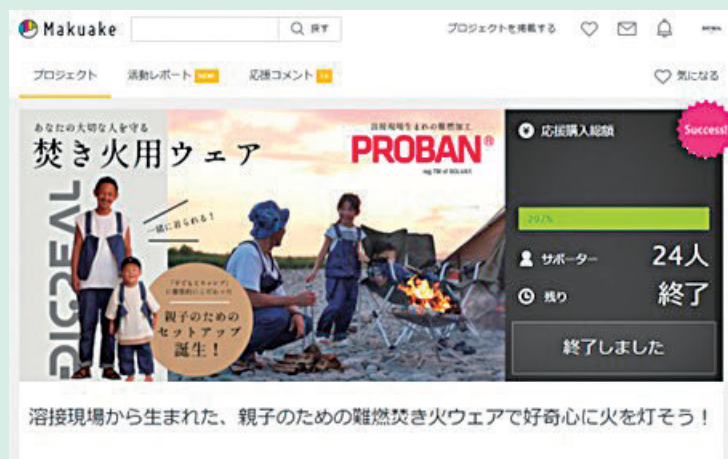 Makuake
探す
プロジェクトを掲載する
プロジェクト
活動レポート
応援コメント
気になる
あなたの大切な人を守る
焚き火用ウェア
溶接現場生まれの難燃加工
PROBAN®
一緒に着られる!
親子のための
セットアップ
誕生!
応援購入総額
Success!
サポーター
24人
残り
終了
終了しました
溶接現場から生まれた、親子のための難燃焚き火ウェアで好奇心に火を灯そう!